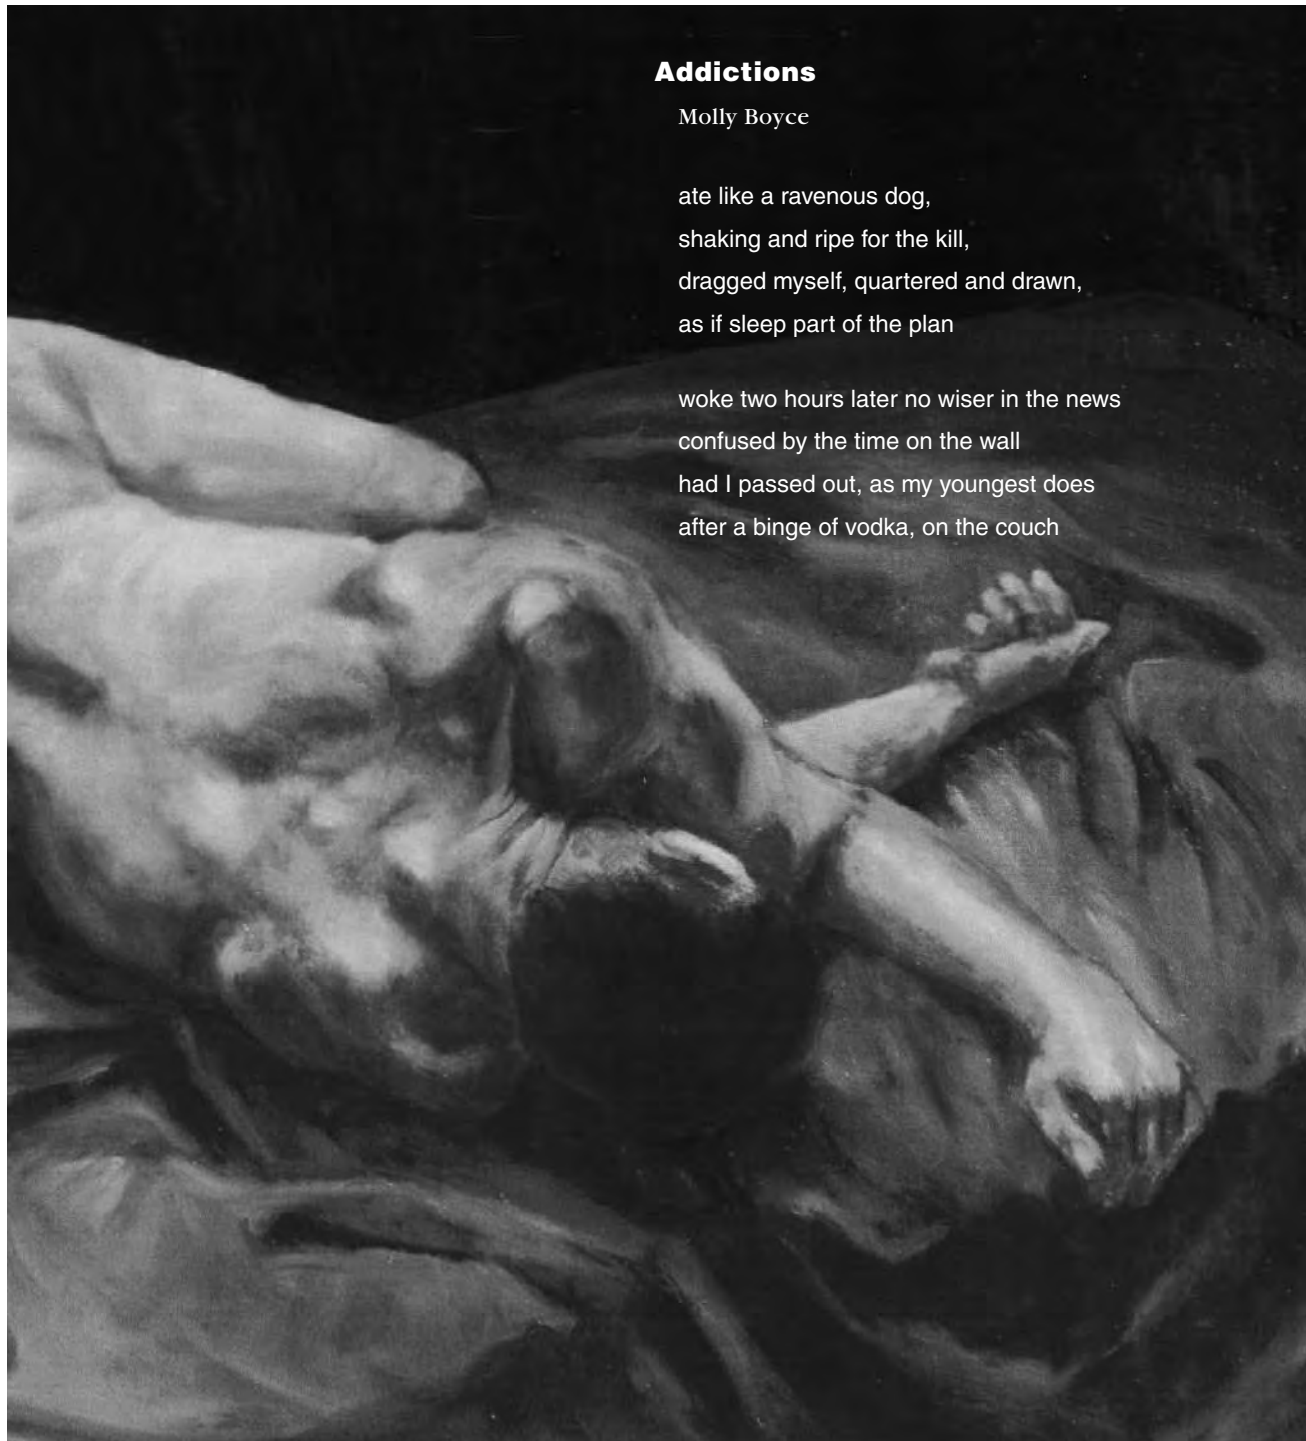 Addictions
Molly Boyce
ate like a ravenous dog,
shaking and ripe for the kill,
dragged myself, quartered and drawn,
as if sleep part of the plan
woke two hours later no wiser in the news
confused by the time on the wall
had I passed out, as my youngest does
after a binge of vodka, on the couch